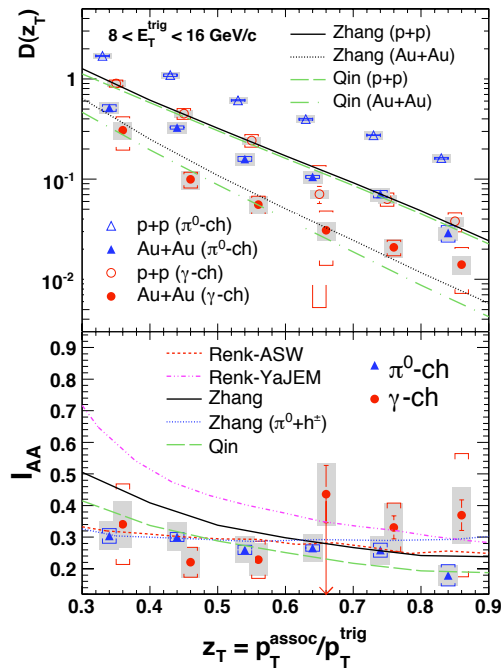 8 < E_T^trig < 16 GeV/c
Zhang (p+p)
Zhang (Au+Au)
Qin (p+p)
Qin (Au+Au)
D(z_T)
1
10^-1
10^-2
p+p (π^0-ch)
Au+Au (π^0-ch)
p+p (γ-ch)
Au+Au (γ-ch)
Renk-ASW
Renk-YaJEM
Zhang
Zhang (π^0+h^±)
Qin
π^0-ch
γ-ch
I_AA
0.9
0.8
0.7
0.6
0.5
0.4
0.3
0.2
0.3 0.4 0.5 0.6 0.7 0.8 0.9
z_T = p_T^assoc/p_T^trig